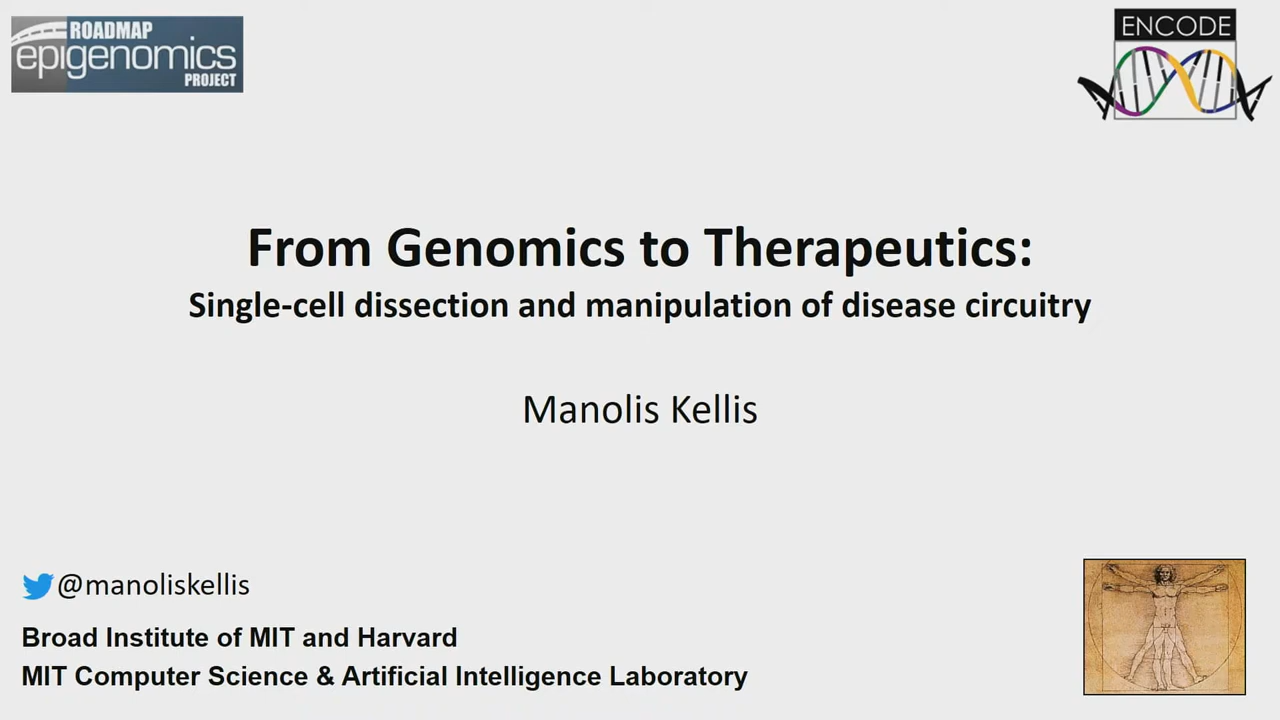 ROADMAP
epigenomics
PROJECT
ENCODE
From Genomics to Therapeutics:
Single-cell dissection and manipulation of disease circuitry
Manolis Kellis
@manoliskellis
Broad Institute of MIT and Harvard
MIT Computer Science & Artificial Intelligence Laboratory